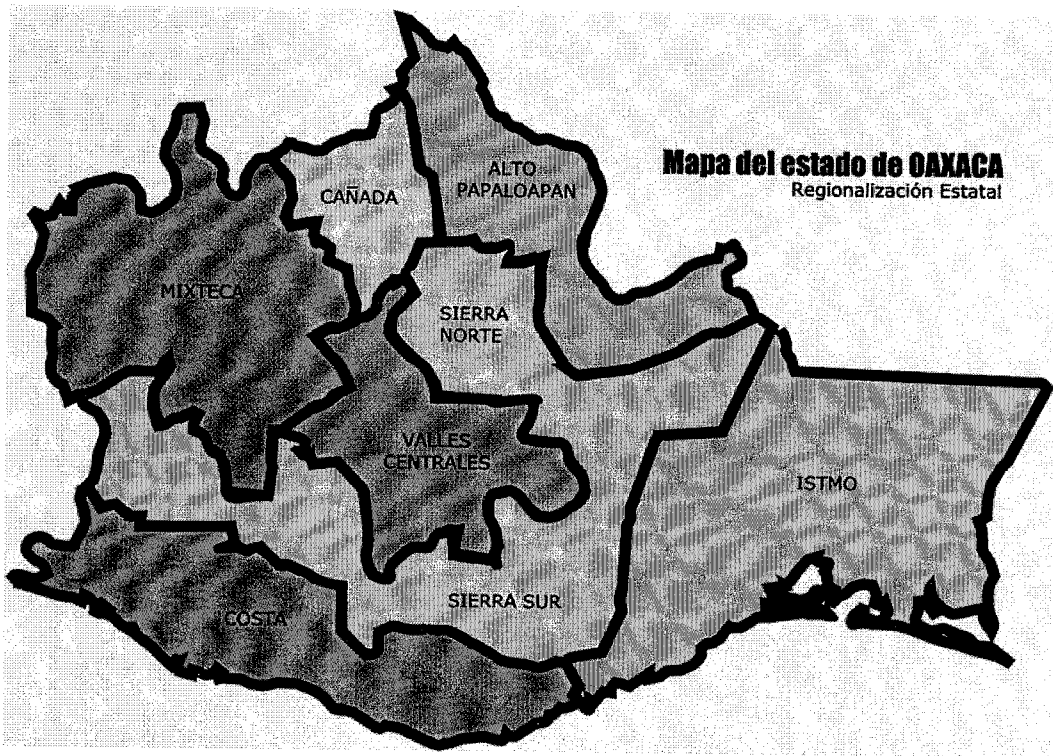 Mapa del estado de OAXACA
Regionalización Estatal
ALTO
PAPALOAPAN
CAÑADA
MIXTECA
SIERRA
NORTE
VALLES
CENTRALES
ISTMO
SIERRA SUR
COSTA